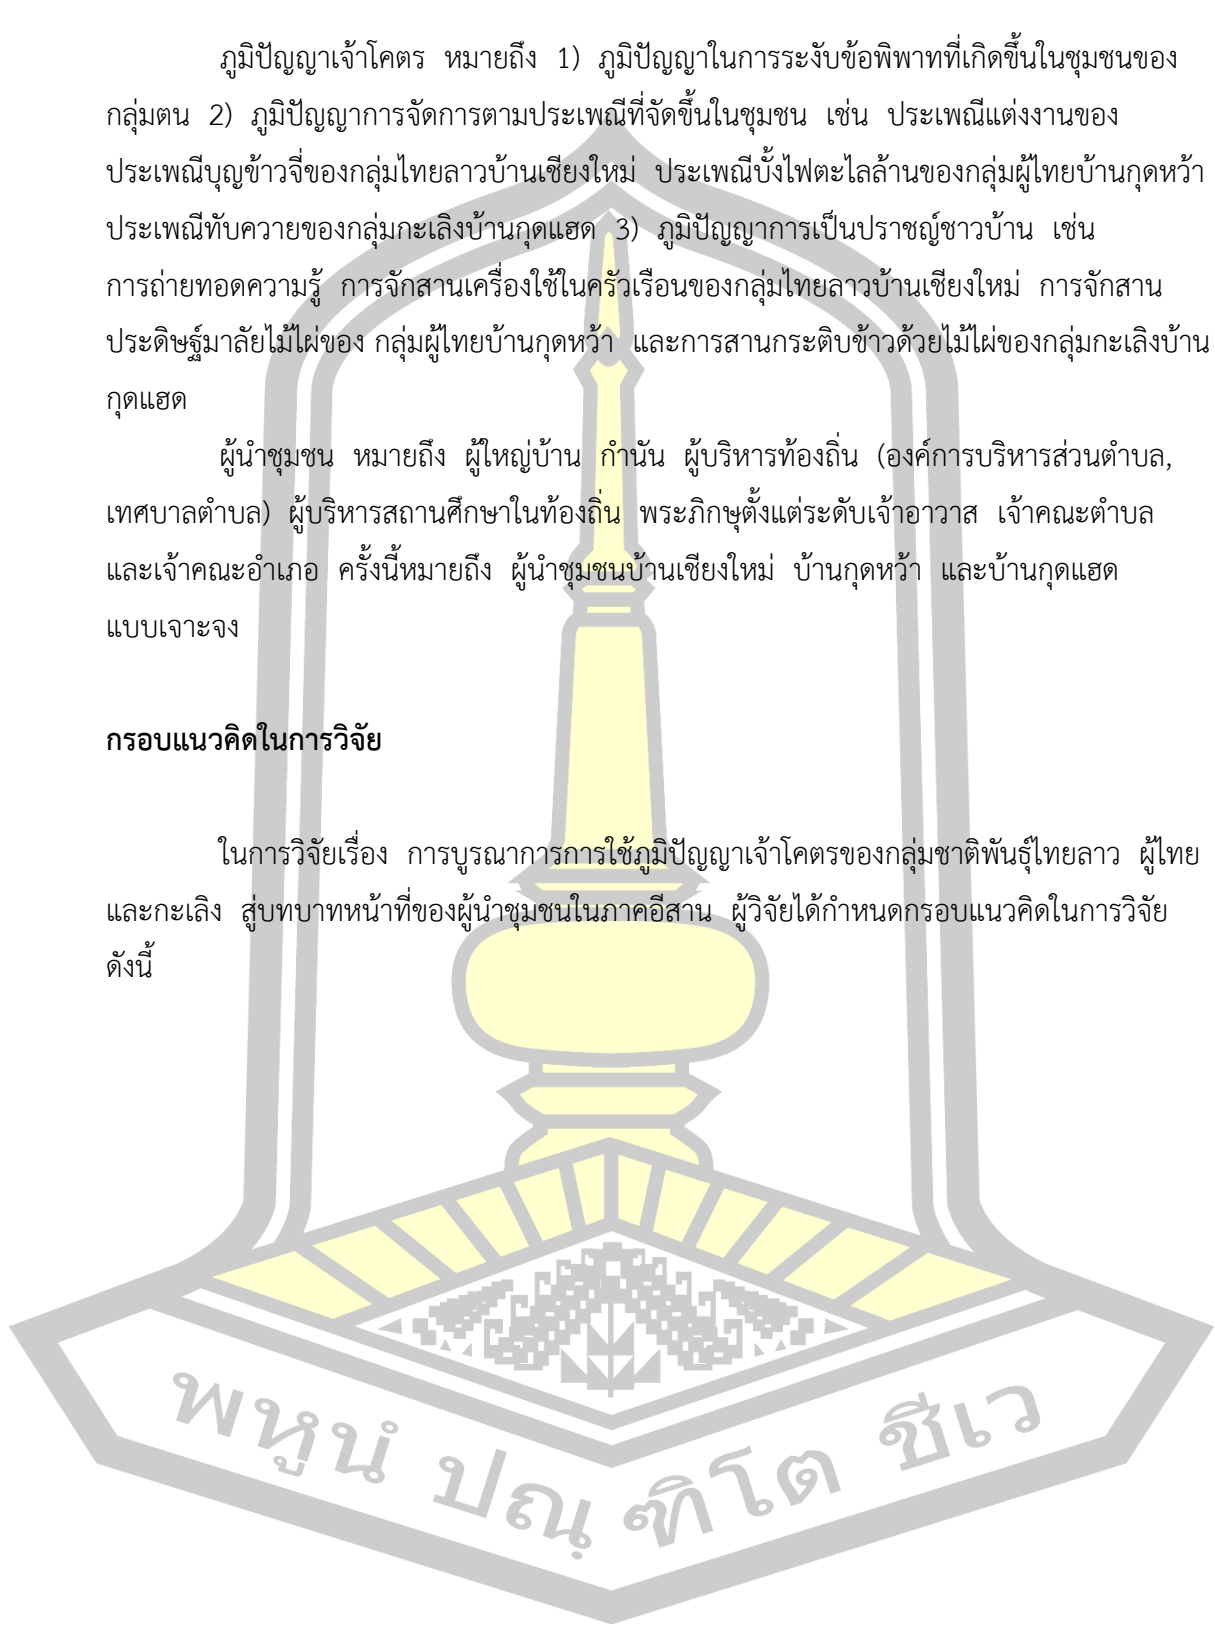 ภูมิปัญญาเจ้าโคตร หมายถึง 1) ภูมิปัญญาในการระงับข้อพิพาทที่เกิดขึ้นในชุมชนของ
กลุ่มตน 2) ภูมิปัญญาการจัดการตามประเพณีที่จัดขึ้นในชุมชน เช่น ประเพณีแต่งงานของ
ประเพณีบุญข้าวจี่ของกลุ่มไทยลาวบ้านเชียงใหม่ ประเพณีบั้งไฟตะไลล้านของกลุ่มผู้ไทยบ้านกุดหว้า
ประเพณีทับควายของกลุ่มกะเลิงบ้านกุดแฮด 3) ภูมิปัญญาการเป็นปราชญ์ชาวบ้าน เช่น
การถ่ายทอดความรู้ การจักสานเครื่องใช้ในครัวเรือนของกลุ่มไทยลาวบ้านเชียงใหม่ การจักสาน
ประดิษฐ์มาลัยไม้ไผ่ของ กลุ่มผู้ไทยบ้านกุดหว้า และการสานกระติบข้าวด้วยไม้ไผ่ของกลุ่มกะเลิงบ้าน
กุดแฮด
ผู้นำชุมชน หมายถึง ผู้ใหญ่บ้าน กำนัน ผู้บริหารท้องถิ่น (องค์การบริหารส่วนตำบล,
เทศบาลตำบล) ผู้บริหารสถานศึกษาในท้องถิ่น พระภิกษุตั้งแต่ระดับเจ้าอาวาส เจ้าคณะตำบล
และเจ้าคณะอำเภอ ครั้งนี้หมายถึง ผู้นำชุมชนบ้านเชียงใหม่ บ้านกุดหว้า และบ้านกุดแฮด
แบบเจาะจง
กรอบแนวคิดในการวิจัย
ในการวิจัยเรื่อง การบูรณาการการใช้ภูมิปัญญาเจ้าโคตรของกลุ่มชาติพันธุ์ไทยลาว ผู้ไทย
และกะเลิง สู่บทบาทหน้าที่ของผู้นำชุมชนในภาคอีสาน ผู้วิจัยได้กำหนดกรอบแนวคิดในการวิจัย
ดังนี้
พหูนํ ปณฺฑิโต ชีเว